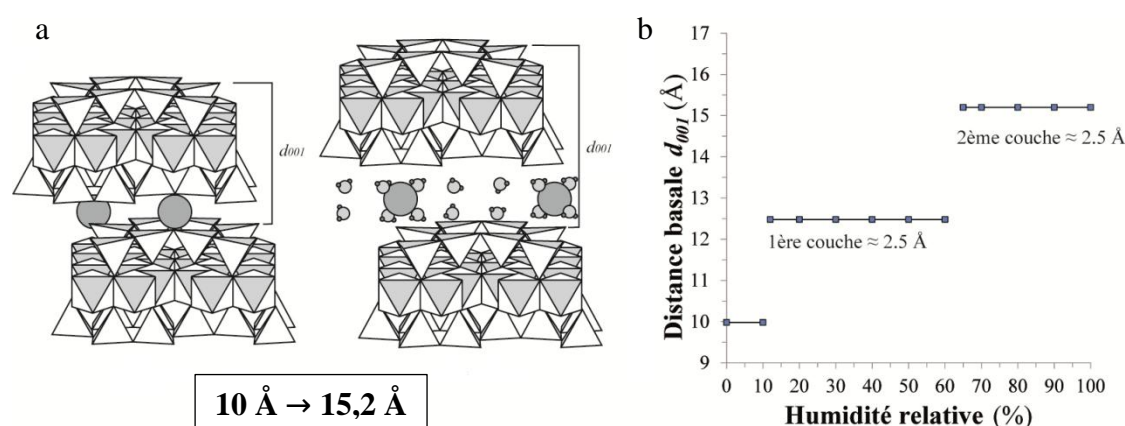 a
d001
d001
10 Å → 15,2 Å
b
Distance basale d001 (Å)
17
16
15
14
13
12
11
10
9
2ème couche ≈ 2.5 Å
1ère couche ≈ 2.5 Å
0 10 20 30 40 50 60 70 80 90 100
Humidité relative (%)